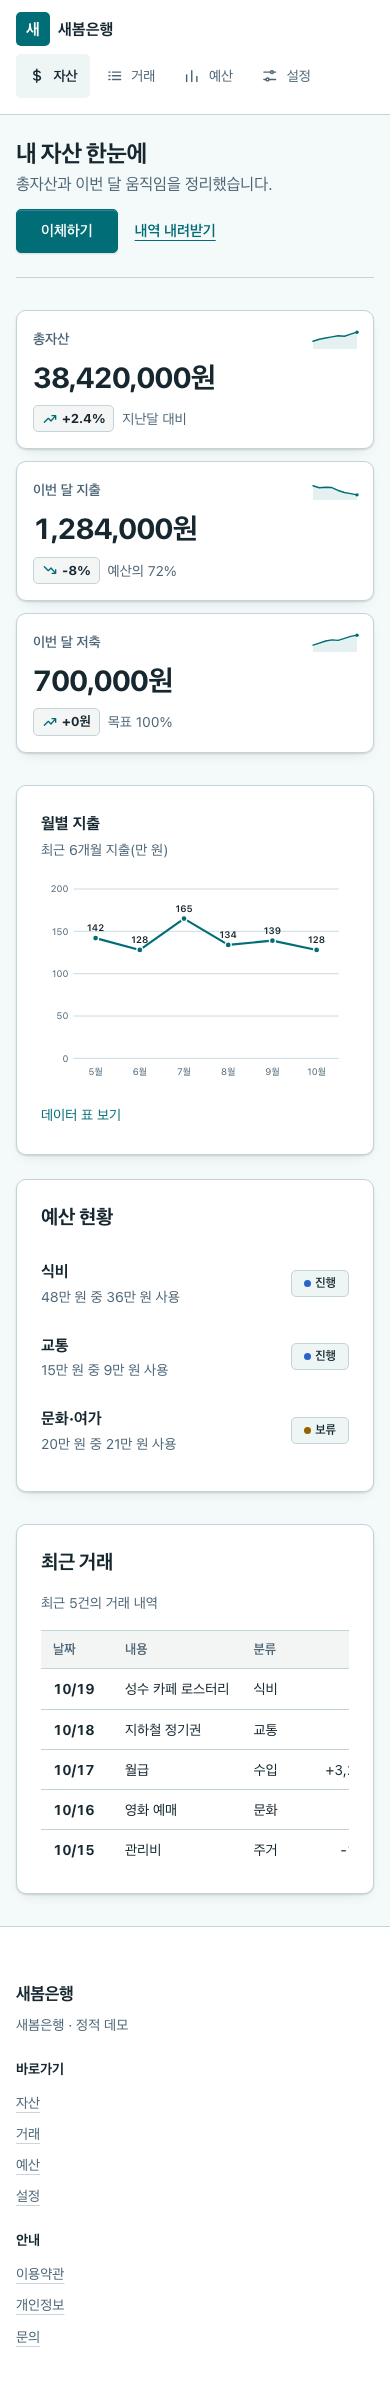 새 새봄은행
자산 거래 예산 설정
내 자산 한눈에
총자산과 이번 달 움직임을 정리했습니다.
이체하기 내역 내려받기
총자산
38,420,000원
+2.4% 지난달 대비
이번 달 지출
1,284,000원
-8% 예산의 72%
이번 달 저축
700,000원
+0원 목표 100%
월별 지출
최근 6개월 지출(만 원)
200
150
100
50
0
142 128 165 134 139 128
5월 6월 7월 8월 9월 10월
데이터 표 보기
예산 현황
식비
48만 원 중 36만 원 사용
진행
교통
15만 원 중 9만 원 사용
진행
문화·여가
20만 원 중 21만 원 사용
보류
최근 거래
최근 5건의 거래 내역
날짜 내용 분류
10/19 성수 카페 로스터리 식비
10/18 지하철 정기권 교통
10/17 월급 수입
10/16 영화 예매 문화
10/15 관리비 주거
새봄은행
새봄은행 · 정적 데모
바로가기
자산
거래
예산
설정
안내
이용약관
개인정보
문의